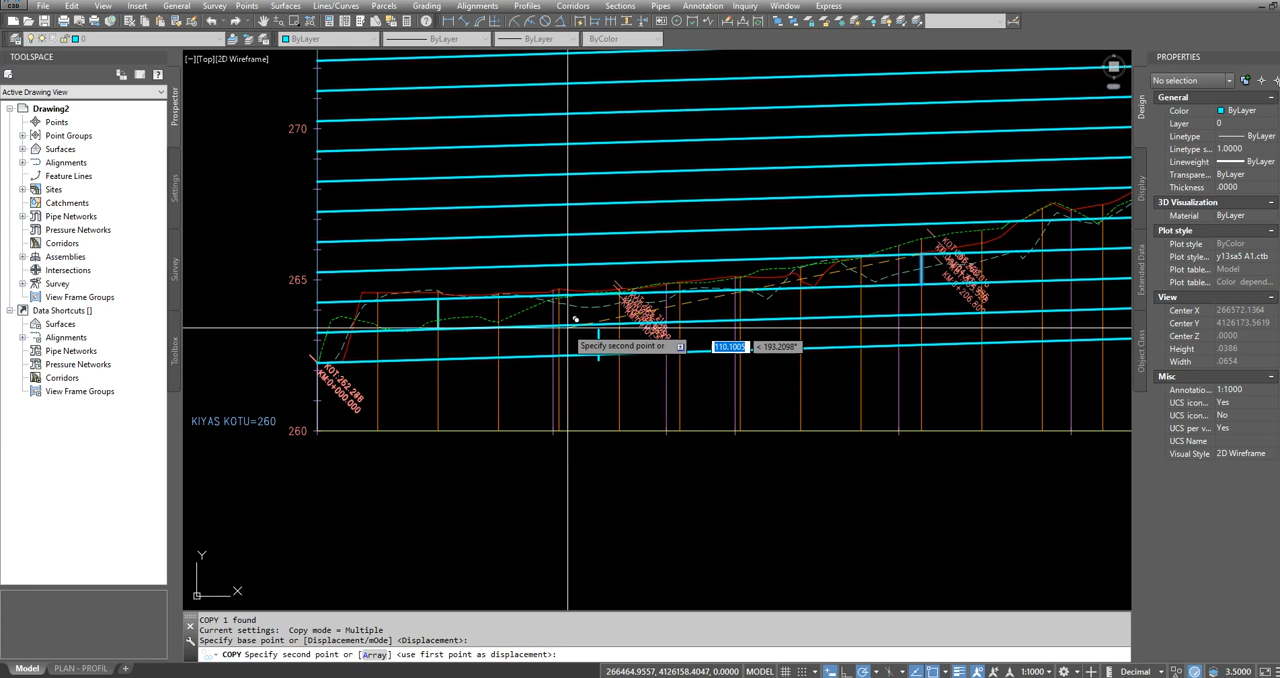 File Edit View Insert General Survey Points Surfaces Lines/Curves Parcels Grading Alignments Profiles Corridors Sections Pipes Annotation Inquiry Window Express
0 ByLayer ByLayer ByLayer ByColor
TOOLSPACE
Active Drawing View
Drawing2
Points
Point Groups
Surfaces
Alignments
Feature Lines
Sites
Catchments
Pipe Networks
Pressure Networks
Corridors
Assemblies
Intersections
Survey
View Frame Groups
Data Shortcuts []
Surfaces
Alignments
Pipe Networks
Pressure Networks
Corridors
View Frame Groups
Prospector
Settings
Survey
Toolbox
[−][Top][2D Wireframe]
270
265
260
KOT:262.288
KM:0+000.000
KIYAS KOTU=260
KM:0+206.800
Specify second point or
110.1005
< 193.2098°
Y
X
COPY 1 found
Current settings: Copy mode = Multiple
Specify base point or [Displacement/mOde] <Displacement>:
COPY Specify second point or [Array] <use first point as displacement>:
Model PLAN - PROFIL +
266464.9557, 4126158.4047, 0.0000 MODEL 1:1000 Decimal 3.5000
PROPERTIES
No selection
Design
Display
Extended Data
Object Class
General
Color ByLayer
Layer 0
Linetype ByLayer
Linetype s... 1.0000
Lineweight ByLayer
Transpare... ByLayer
Thickness .0000
3D Visualization
Material ByLayer
Plot style
Plot style ByColor
Plot style... y13sa5 A1.ctb
Plot table... Model
Plot table... Color depend...
View
Center X 266572.1364
Center Y 4126173.5619
Center Z .0000
Height .0386
Width .0654
Misc
Annotatio... 1:1000
UCS icon... Yes
UCS icon... No
UCS per v... Yes
UCS Name
Visual Style 2D Wireframe